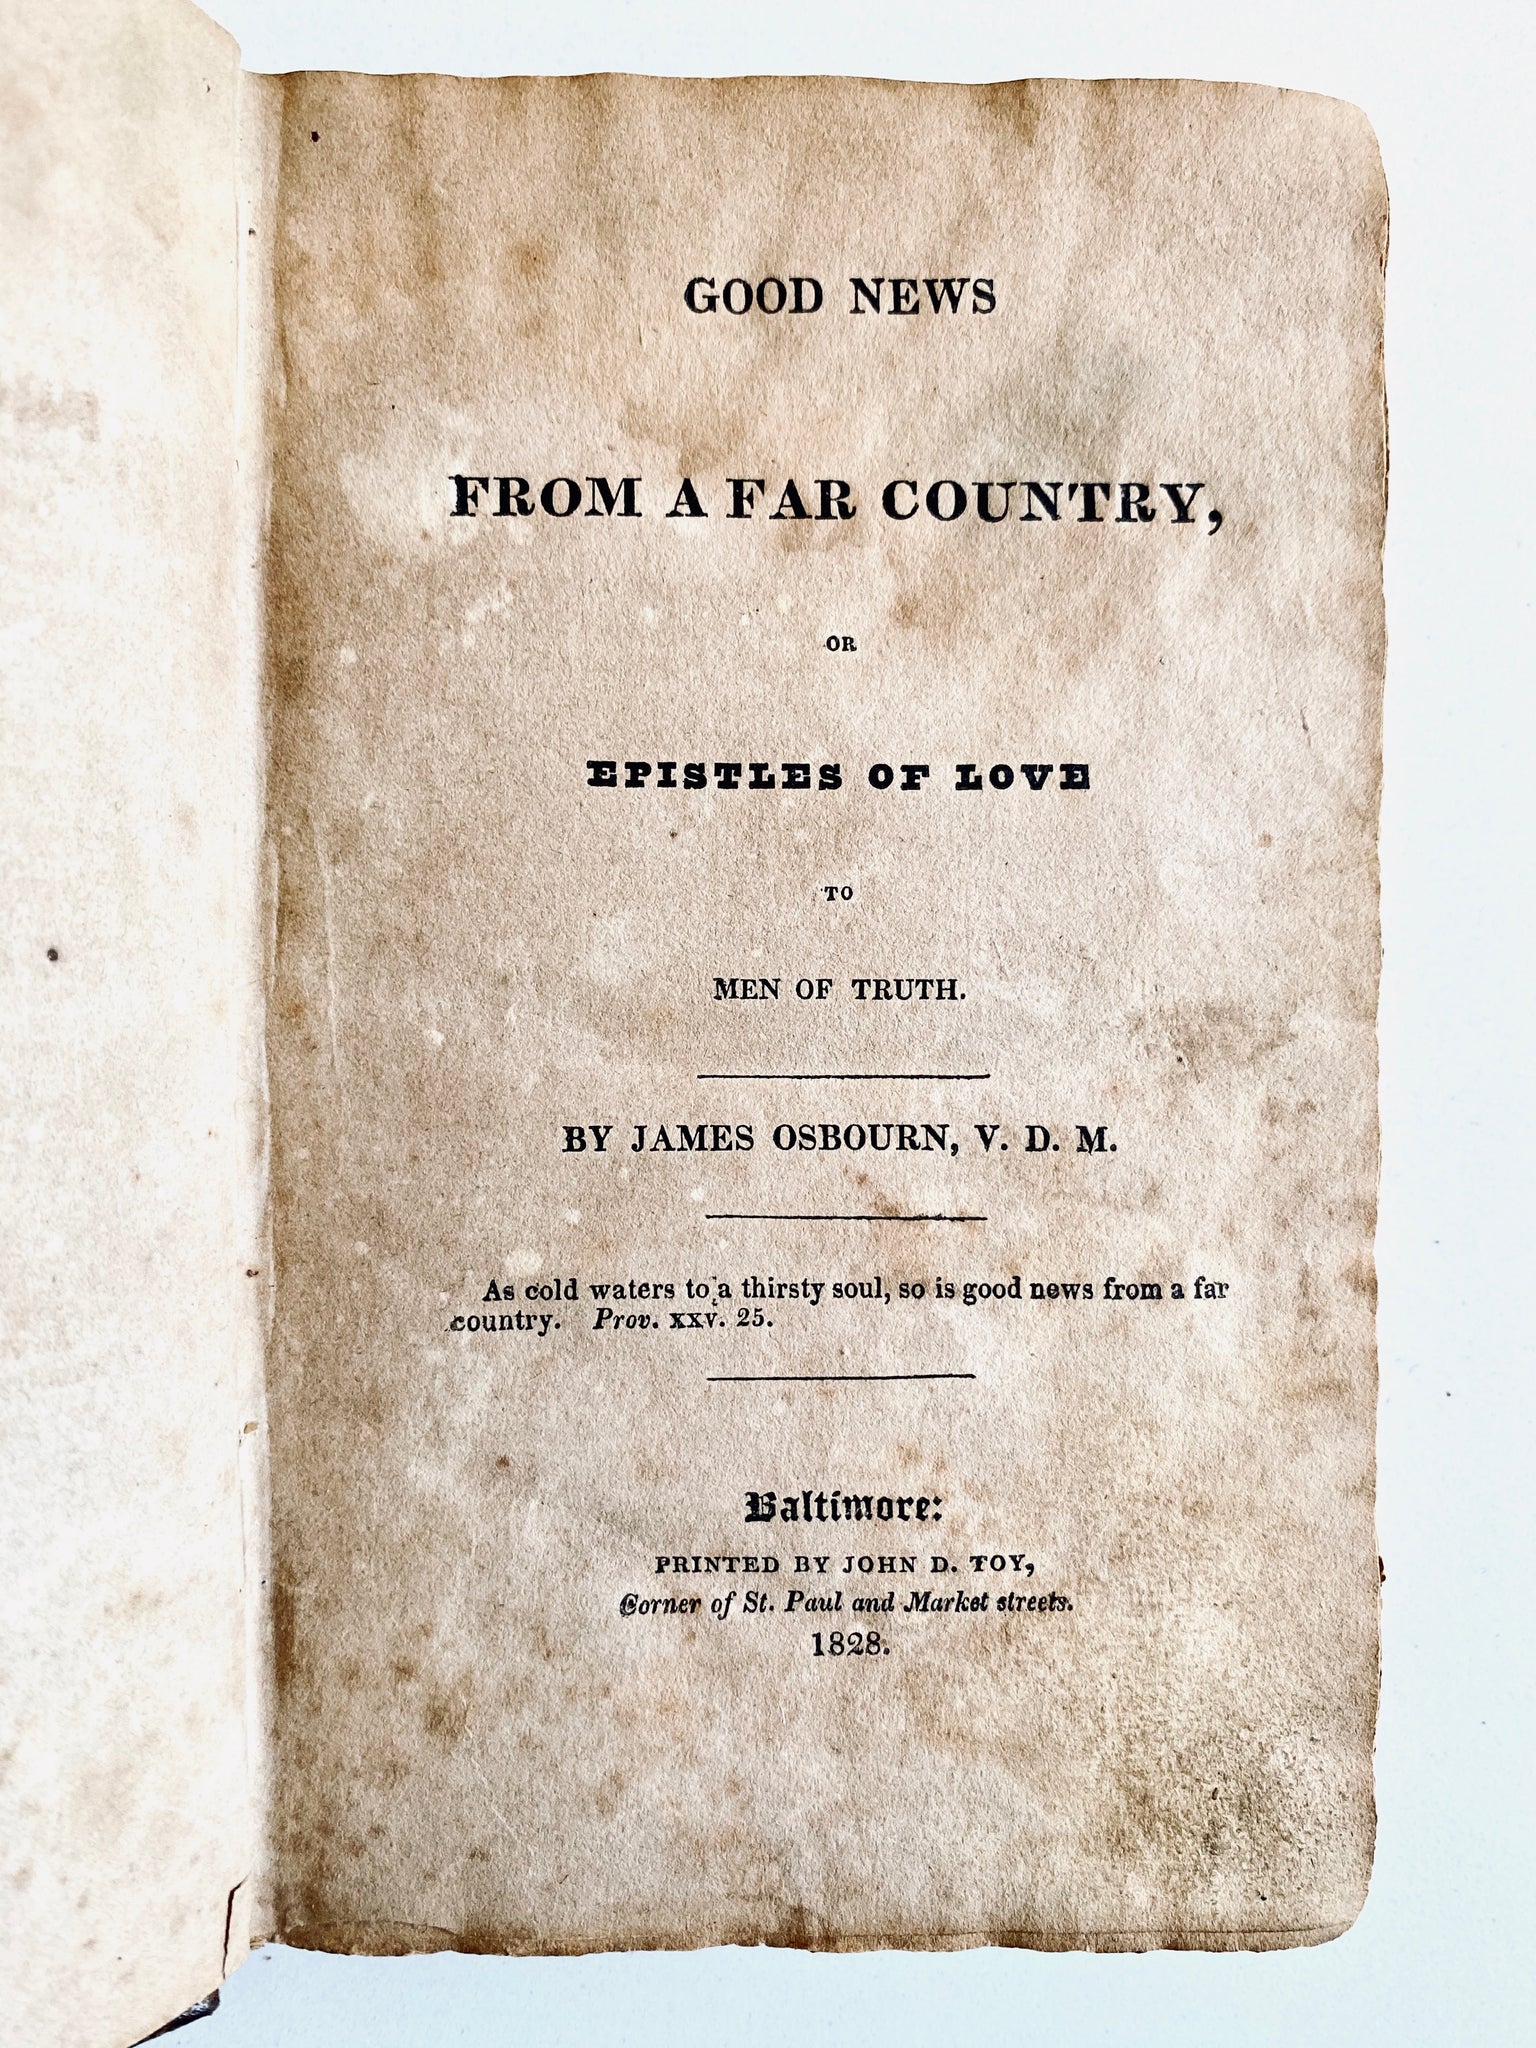 GOOD NEWS
FROM A FAR COUNTRY,
OR
EPISTLES OF LOVE
TO
MEN OF TRUTH.
BY JAMES OSBOURN, V. D. M.
As cold waters to a thirsty soul, so is good news from a far
country. Prov. xxv. 25.
Baltimore:
PRINTED BY JOHN D. TOY,
Corner of St. Paul and Market streets.
1828.